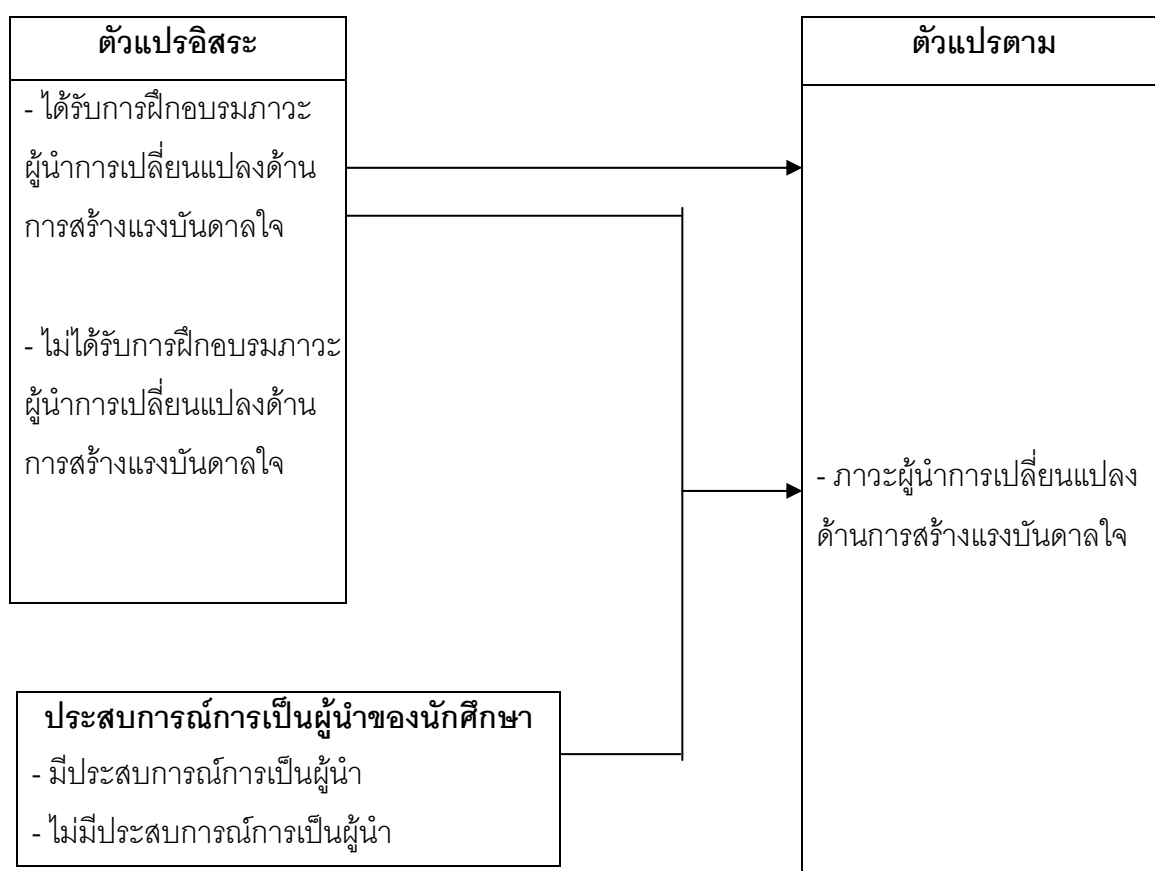 ตัวแปรอิสระ
- ได้รับการฝึกอบรมภาวะ
ผู้นำการเปลี่ยนแปลงด้าน
การสร้างแรงบันดาลใจ
- ไม่ได้รับการฝึกอบรมภาวะ
ผู้นำการเปลี่ยนแปลงด้าน
การสร้างแรงบันดาลใจ
ประสบการณ์การเป็นผู้นำของนักศึกษา
- มีประสบการณ์การเป็นผู้นำ
- ไม่มีประสบการณ์การเป็นผู้นำ
ตัวแปรตาม
- ภาวะผู้นำการเปลี่ยนแปลง
ด้านการสร้างแรงบันดาลใจ